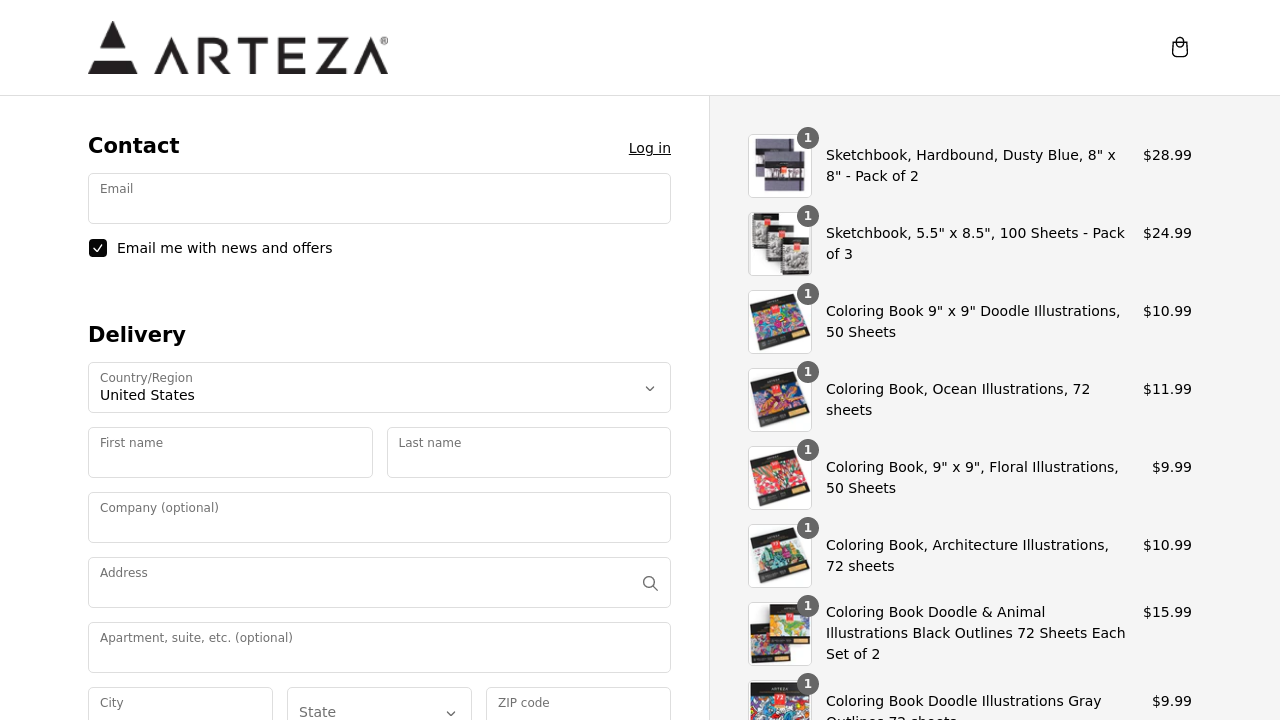 ARTEZA®
Contact
Log in
Email
Email me with news and offers
Delivery
Country/Region
United States
First name
Last name
Company (optional)
Address
Apartment, suite, etc. (optional)
City
State
ZIP code
1
Sketchbook, Hardbound, Dusty Blue, 8" x
8" - Pack of 2
$28.99
1
Sketchbook, 5.5" x 8.5", 100 Sheets - Pack
of 3
$24.99
1
Coloring Book 9" x 9" Doodle Illustrations,
50 Sheets
$10.99
1
Coloring Book, Ocean Illustrations, 72
sheets
$11.99
1
Coloring Book, 9" x 9", Floral Illustrations,
50 Sheets
$9.99
1
Coloring Book, Architecture Illustrations,
72 sheets
$10.99
1
Coloring Book Doodle & Animal
Illustrations Black Outlines 72 Sheets Each
Set of 2
$15.99
1
ARTEZA
72
Coloring Book Doodle Illustrations Gray
Outlines 72 sheets
$9.99